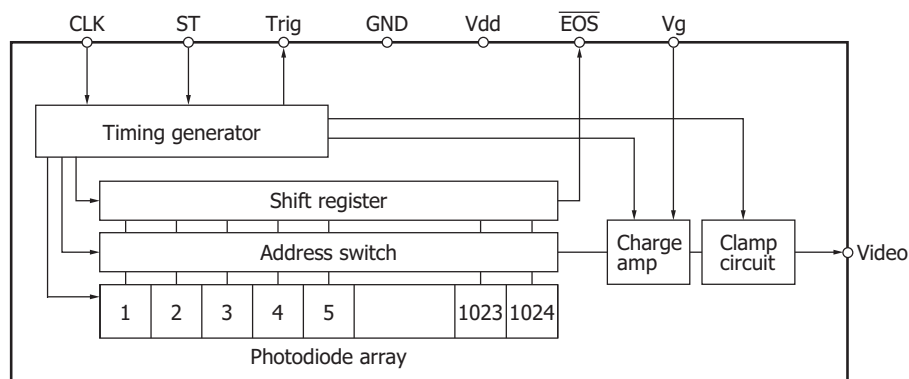 CLK ST Trig GND Vdd E̅O̅S̅ Vg
Timing generator
Shift register
Address switch
Charge
amp
Clamp
circuit
Video
1 2 3 4 5 1023 1024
Photodiode array